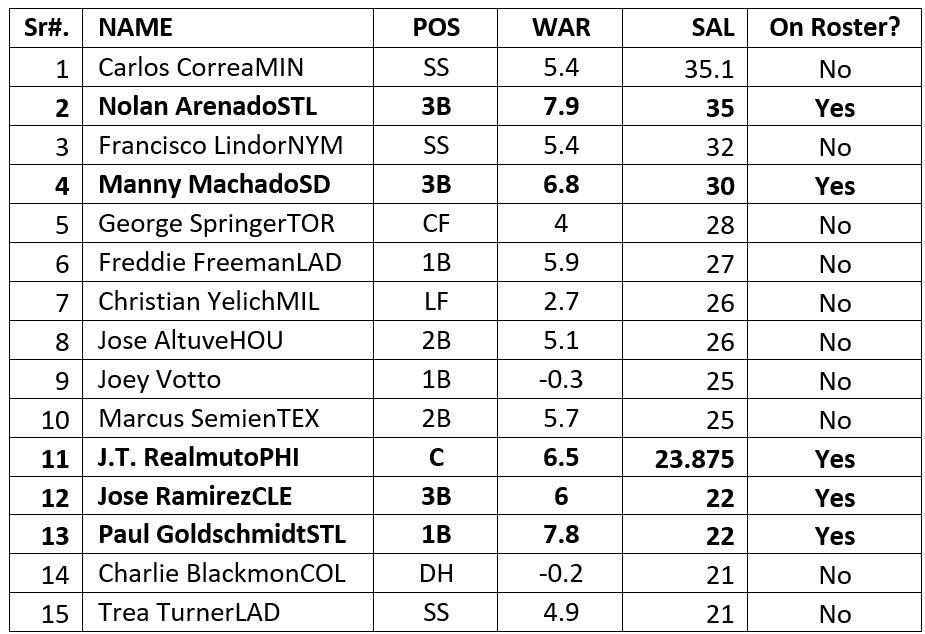 Sr#. NAME POS WAR SAL On Roster?
1 Carlos CorreaMIN SS 5.4 35.1 No
2 Nolan ArenadoSTL 3B 7.9 35 Yes
3 Francisco LindorNYM SS 5.4 32 No
4 Manny MachadoSD 3B 6.8 30 Yes
5 George SpringerTOR CF 4 28 No
6 Freddie FreemanLAD 1B 5.9 27 No
7 Christian YelichMIL LF 2.7 26 No
8 Jose AltuveHOU 2B 5.1 26 No
9 Joey Votto 1B -0.3 25 No
10 Marcus SemienTEX 2B 5.7 25 No
11 J.T. RealmutoPHI C 6.5 23.875 Yes
12 Jose RamirezCLE 3B 6 22 Yes
13 Paul GoldschmidtSTL 1B 7.8 22 Yes
14 Charlie BlackmonCOL DH -0.2 21 No
15 Trea TurnerLAD SS 4.9 21 No